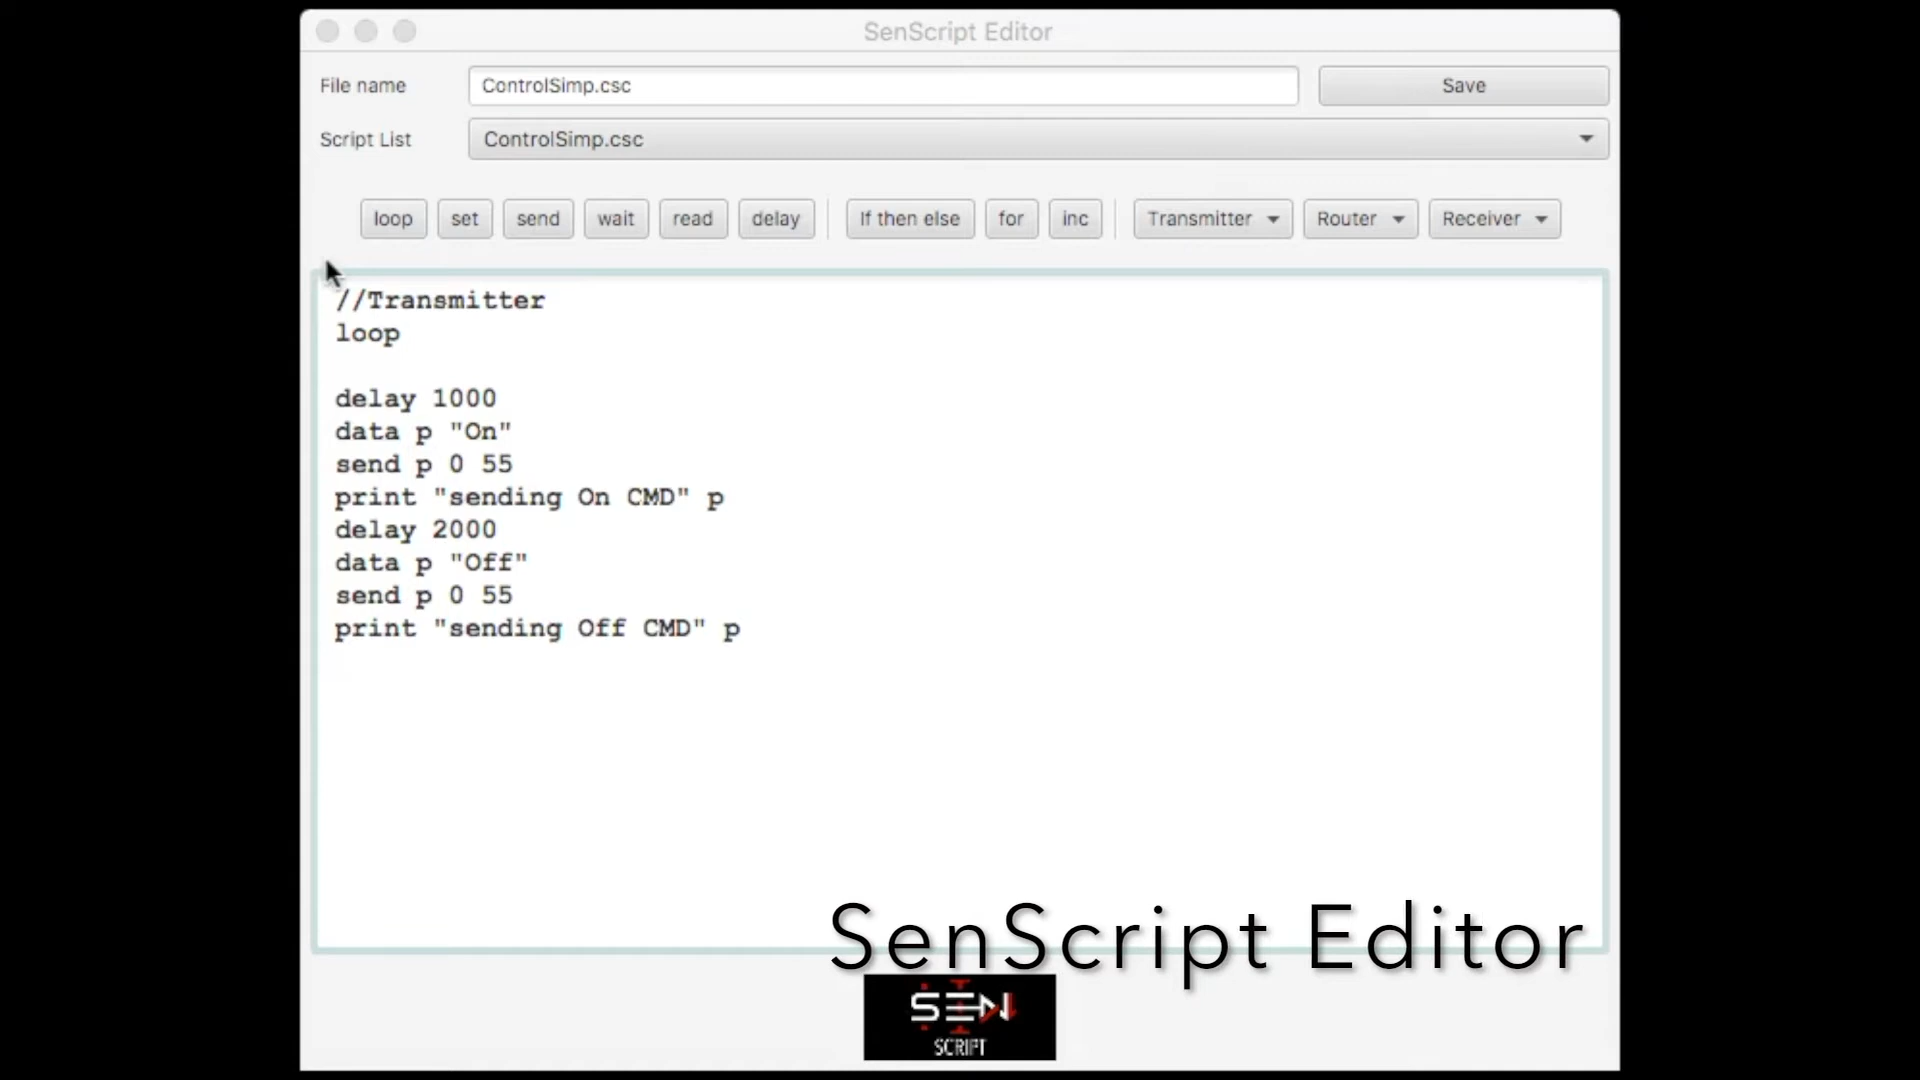 SenScript Editor
File name ControlSimp.csc Save
Script List ControlSimp.csc
loop set send wait read delay If then else for inc Transmitter Router Receiver
//Transmitter
loop
delay 1000
data p "On"
send p 0 55
print "sending On CMD" p
delay 2000
data p "Off"
send p 0 55
print "sending Off CMD" p
SenScript Editor
SEN
SCRIPT